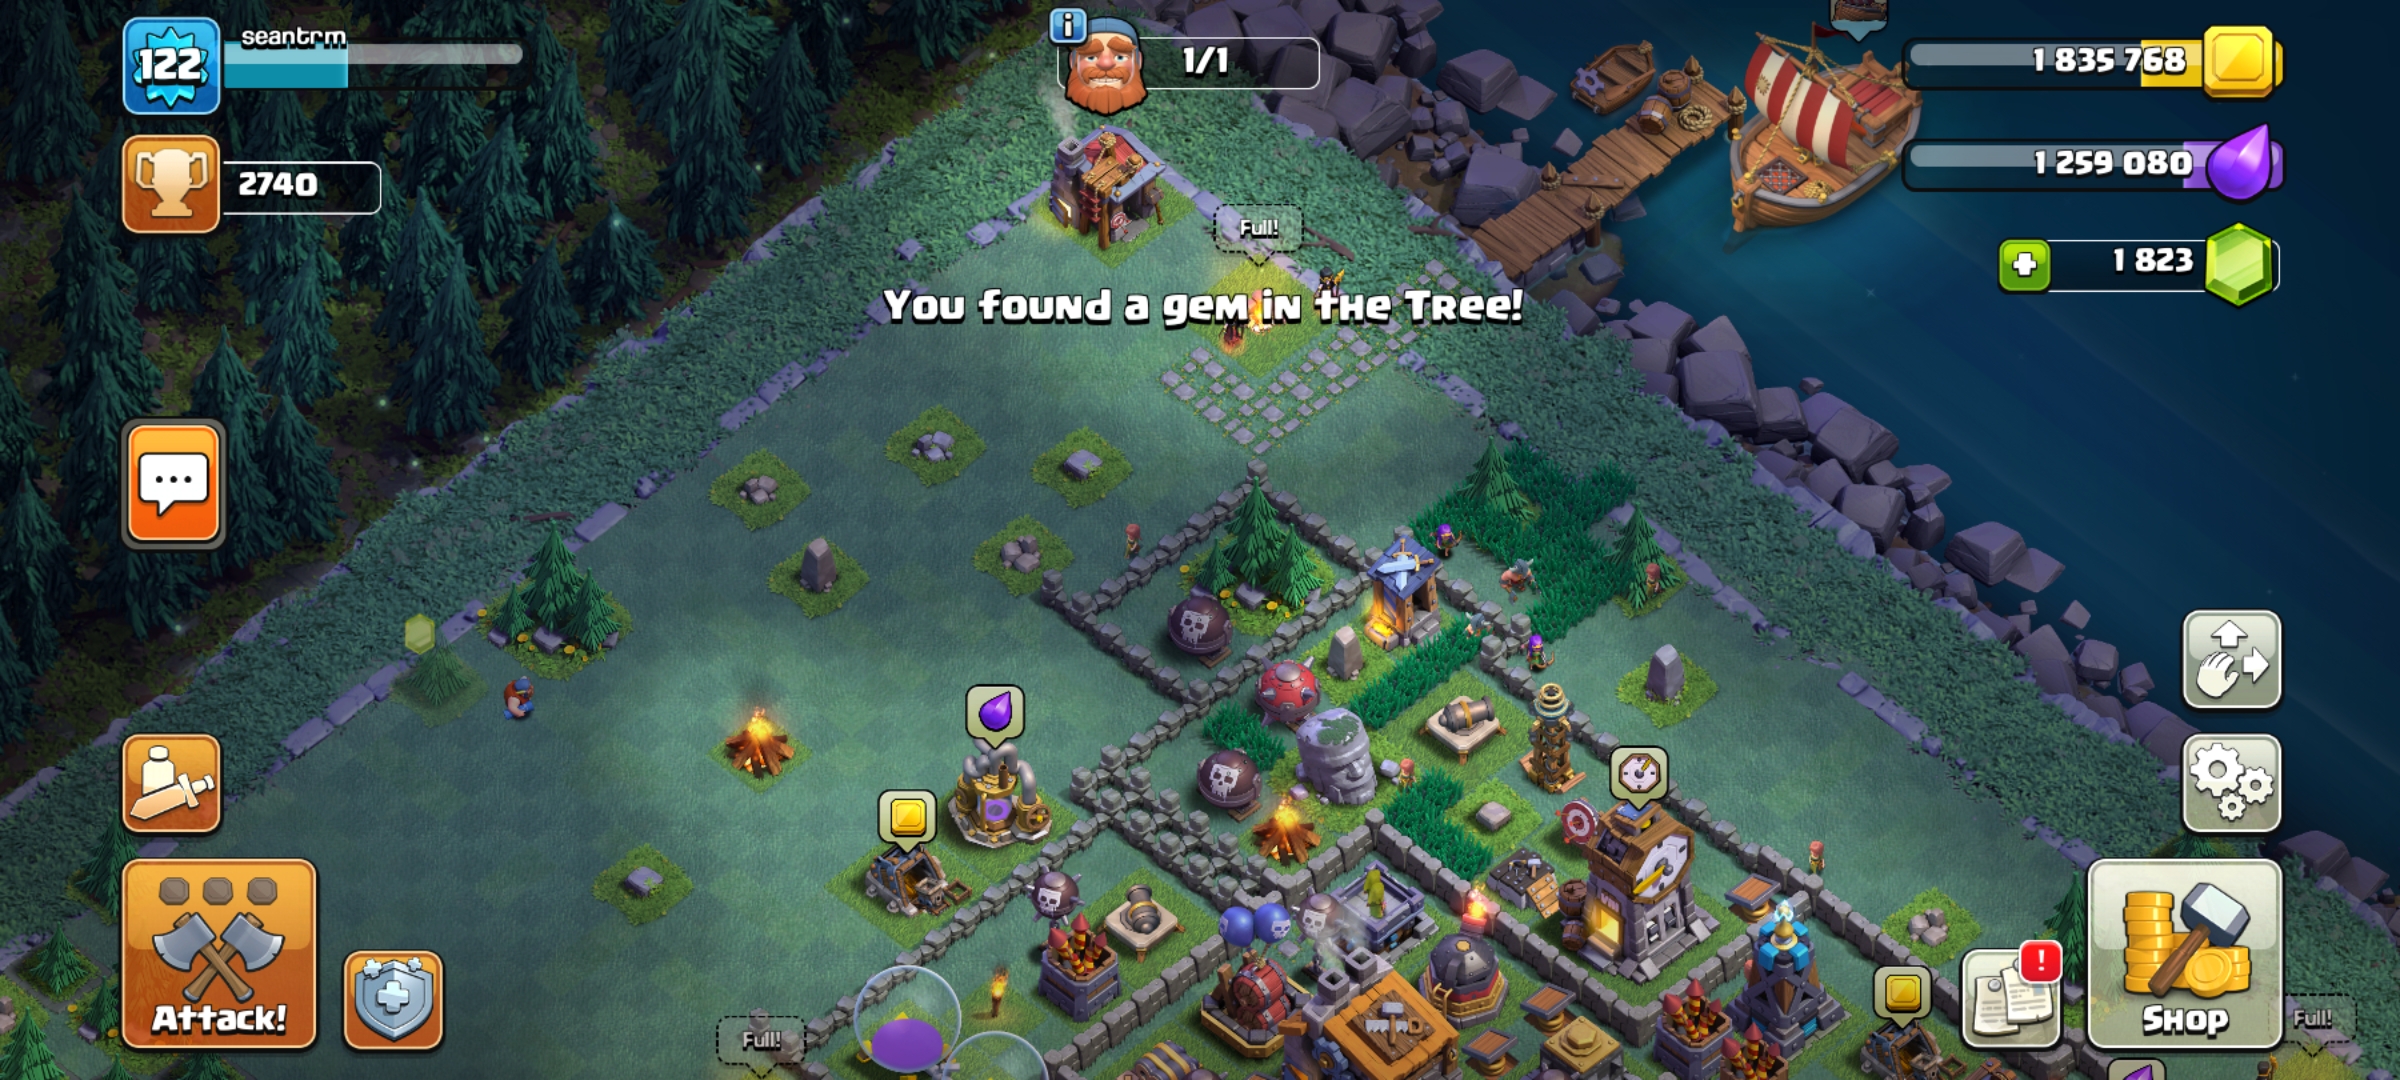 122
seantrm
1/1
1 835 768
2740
1 259 080
Full!
1 823
You found a gem in the Tree!
Attack!
Full!
!
Shop
Full!